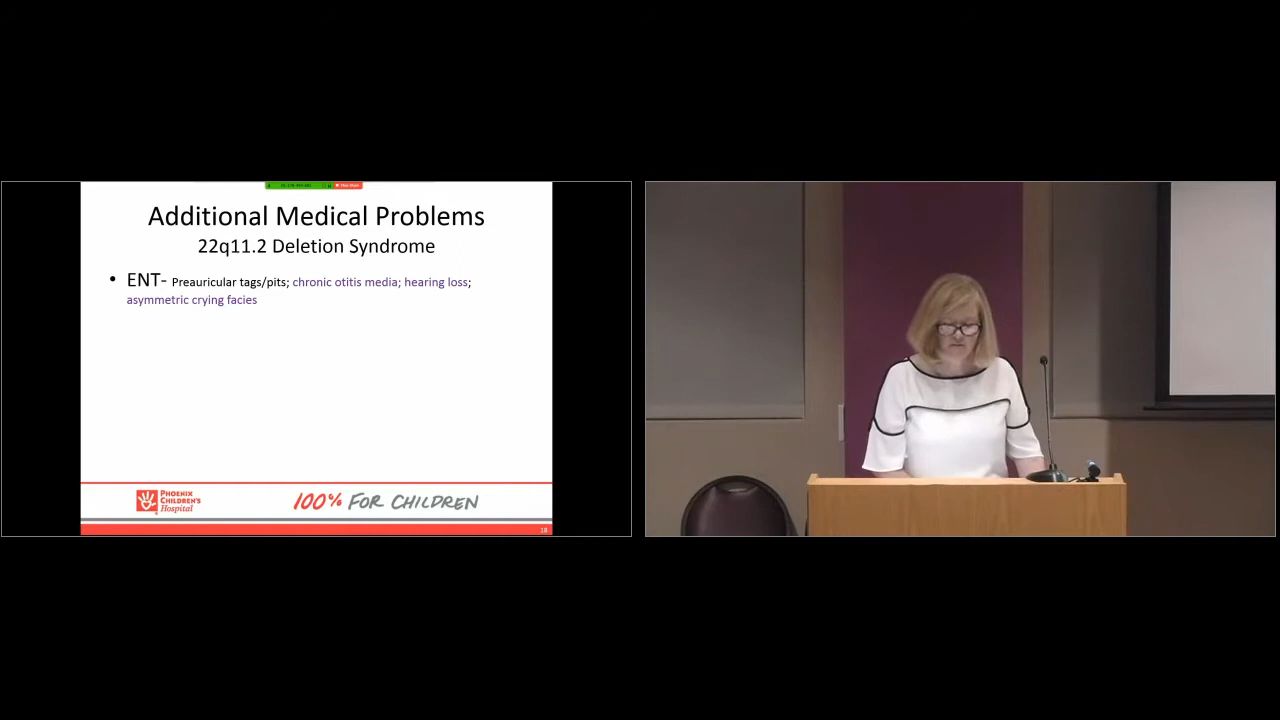 Additional Medical Problems
22q11.2 Deletion Syndrome
• ENT- Preauricular tags/pits; chronic otitis media; hearing loss;
asymmetric crying facies
PHOENIX
CHILDREN'S
Hospital
100% FOR CHILDREN
18